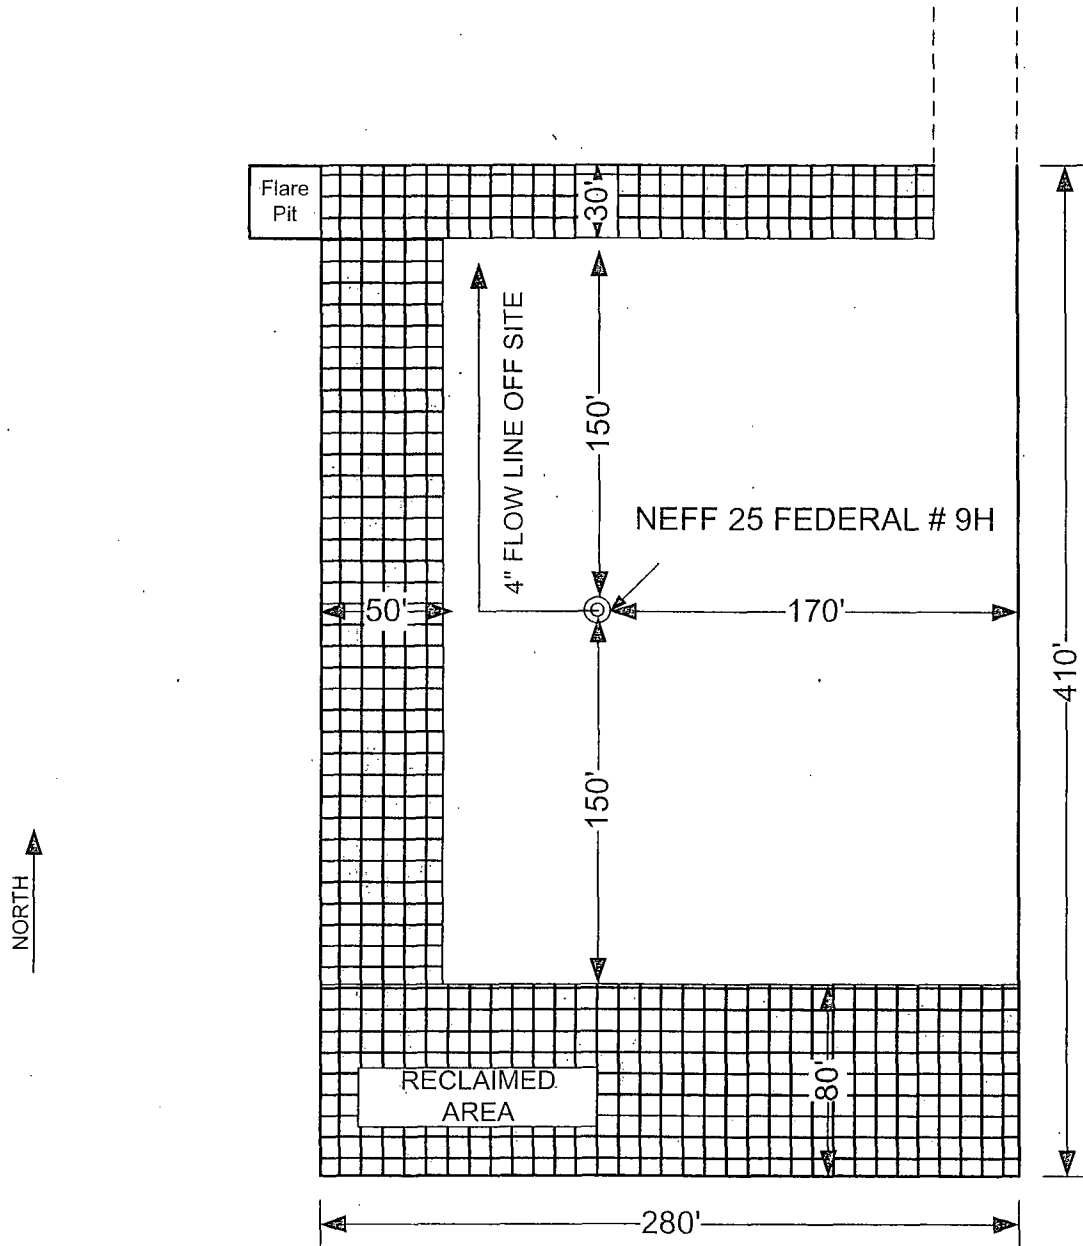 Flare
Pit
30'
4" FLOW LINE OFF SITE
150'
NEFF 25 FEDERAL # 9H
50'
170'
410'
150'
NORTH
RECLAIMED
AREA
80'
280'